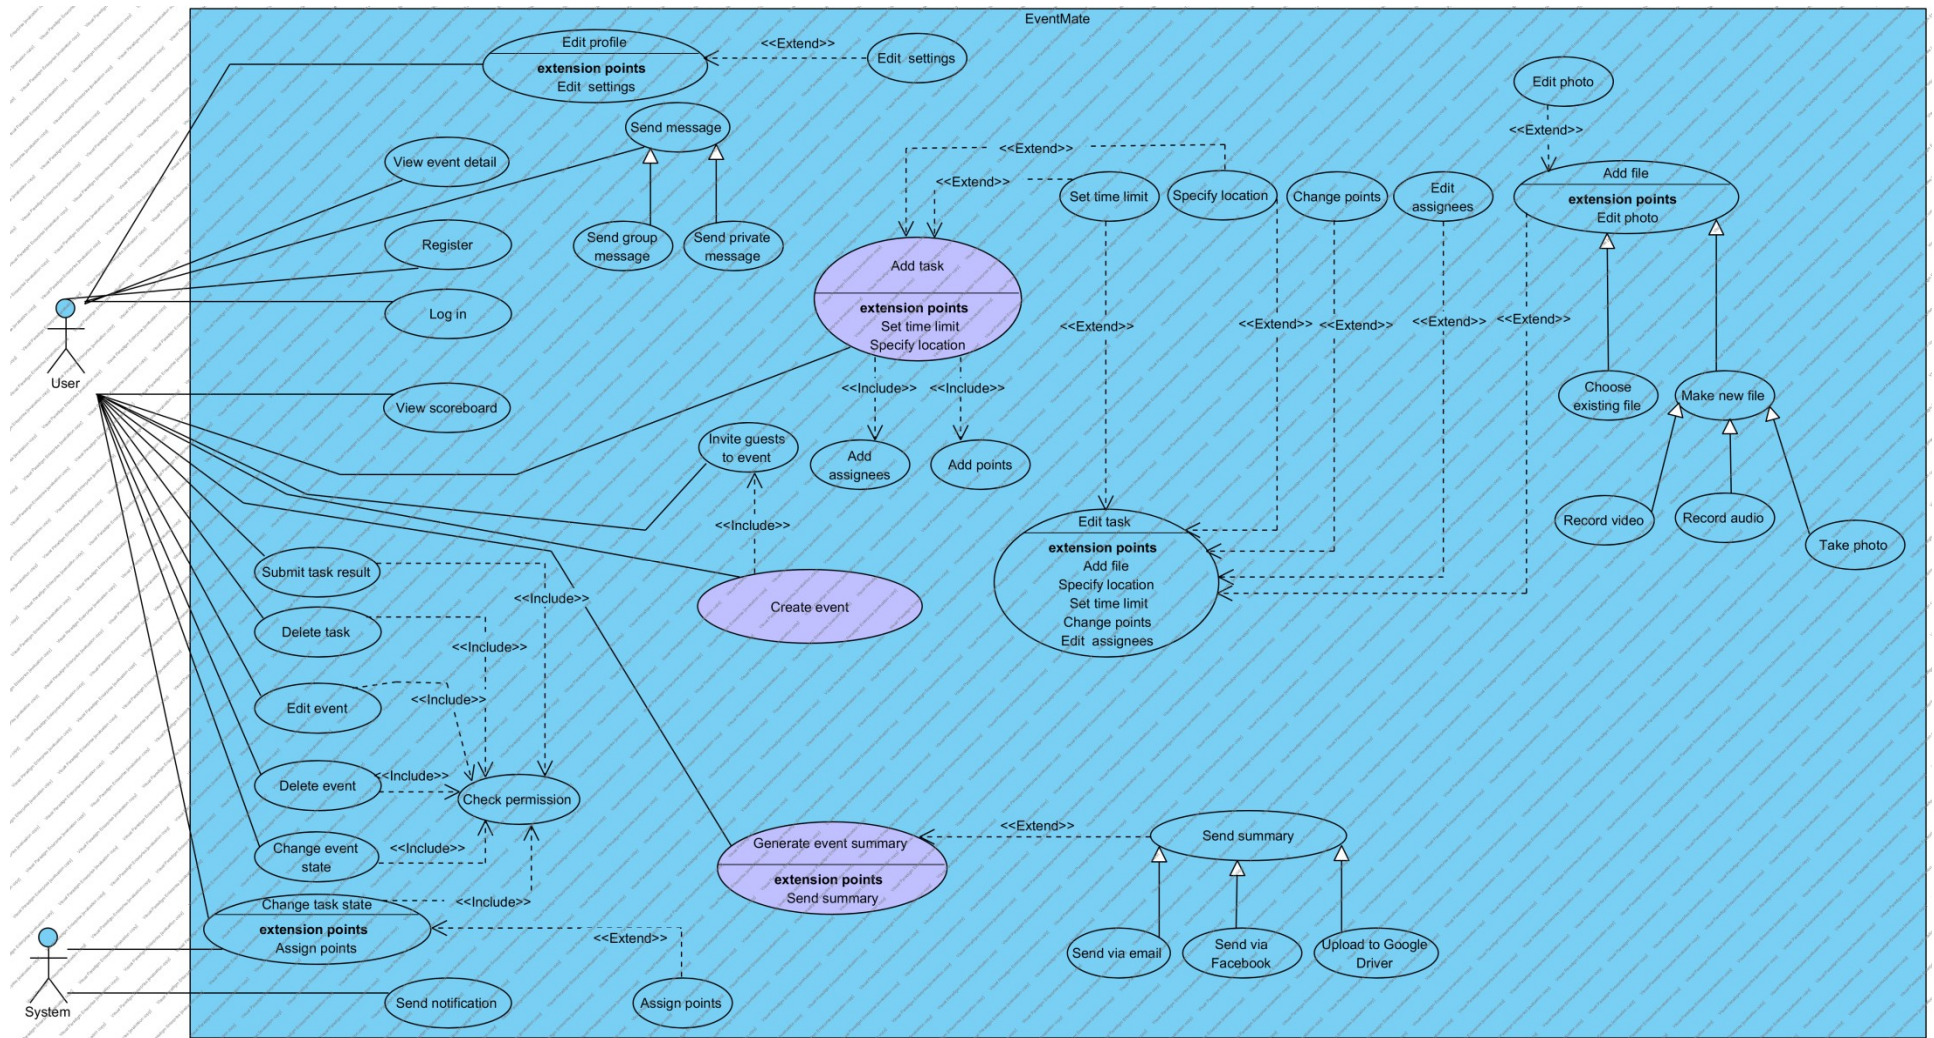 EventMate
Edit profile
extension points
Edit  settings
<<Extend>>
Edit  settings
Send message
View event detail
Register
Log in
View scoreboard
Send group
message
Send private
message
User
<<Extend>>
<<Extend>>
Set time limit
Specify location
Change points
Edit
assignees
Edit photo
<<Extend>>
Add file
extension points
Edit photo
Add task
extension points
Set time limit
Specify location
<<Extend>>
<<Extend>>
<<Extend>>
<<Extend>>
<<Extend>>
<<Include>>
<<Include>>
Invite guests
to event
Add
assignees
Add points
Choose
existing file
Make new file
Record video
Record audio
Take photo
<<Include>>
Create event
Edit task
extension points
Add file
Specify location
Set time limit
Change points
Edit  assignees
Submit task result
<<Include>>
Delete task
<<Include>>
Edit event
<<Include>>
Delete event
<<Include>>
Check permission
Change event
state
<<Include>>
Change task state
extension points
Assign points
<<Include>>
<<Extend>>
Generate event summary
extension points
Send summary
<<Extend>>
Send summary
Send via email
Send via
Facebook
Upload to Google
Driver
System
Send notification
Assign points